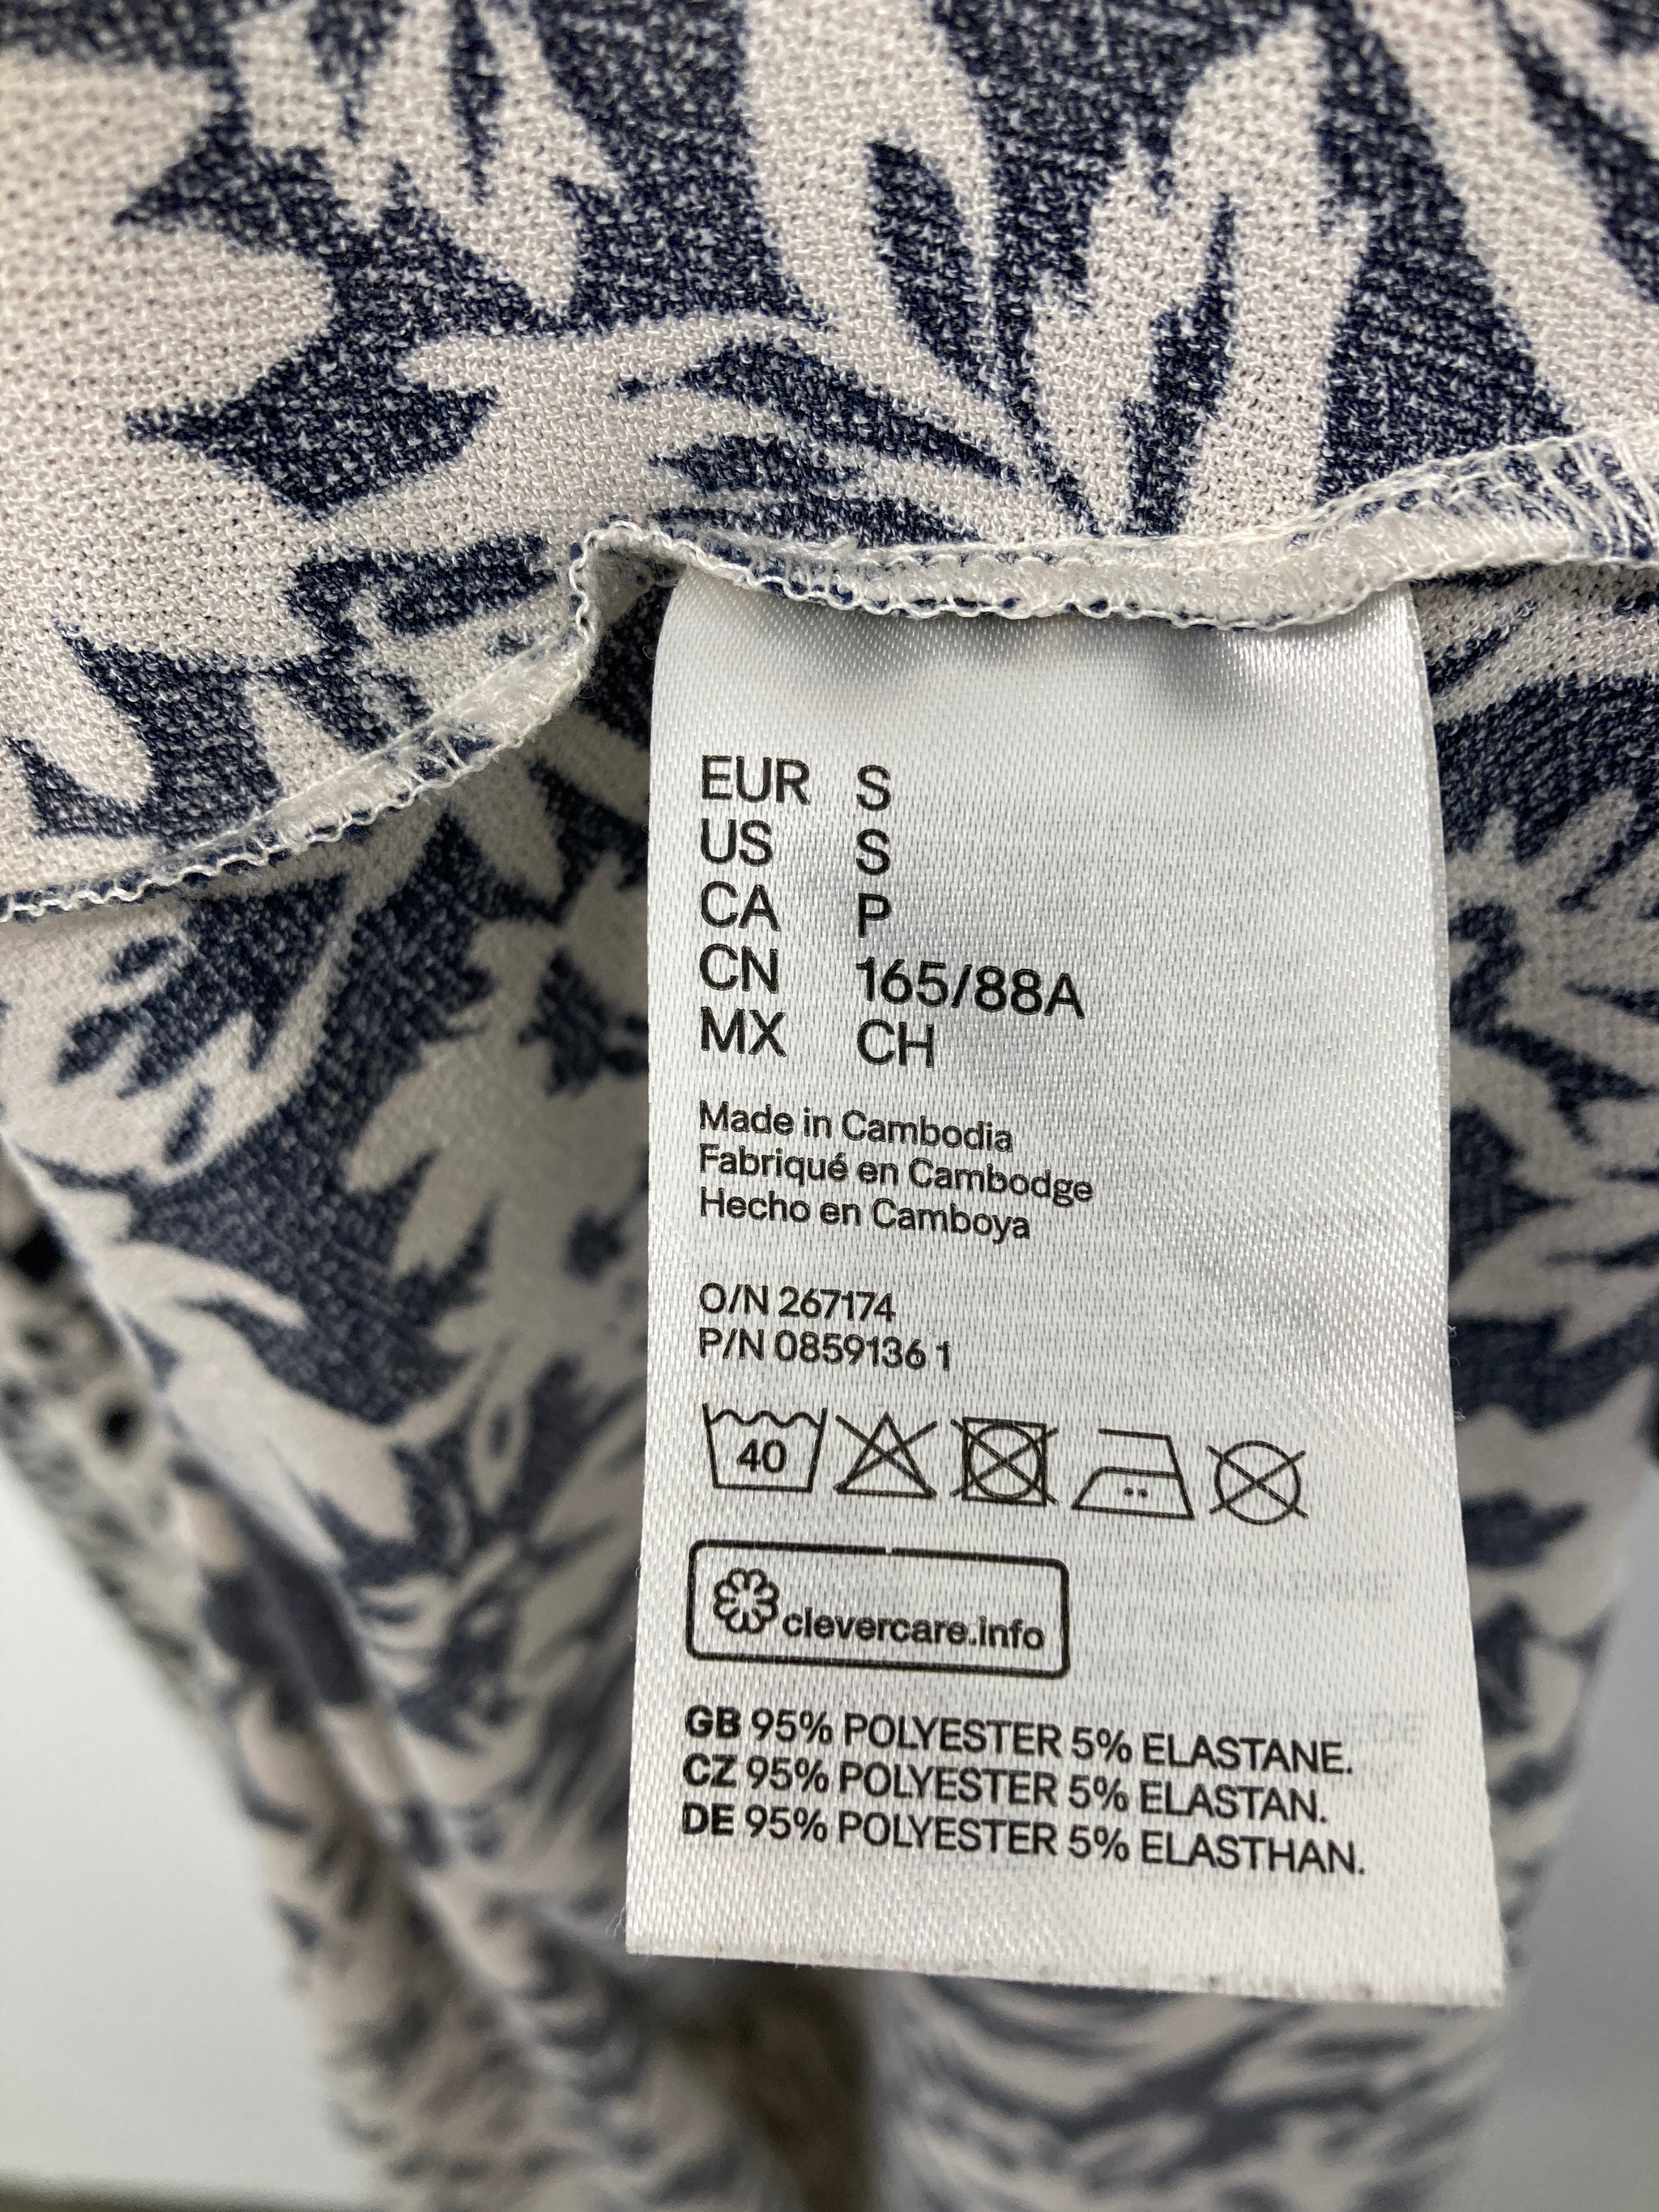 EUR S
US S
CA P
CN 165/88A
MX CH
Made in Cambodia
Fabriqué en Cambodge
Hecho en Camboya
O/N 267174
P/N 0859136 1
40
clevercare.info
GB 95% POLYESTER 5% ELASTANE.
CZ 95% POLYESTER 5% ELASTAN.
DE 95% POLYESTER 5% ELASTHAN.